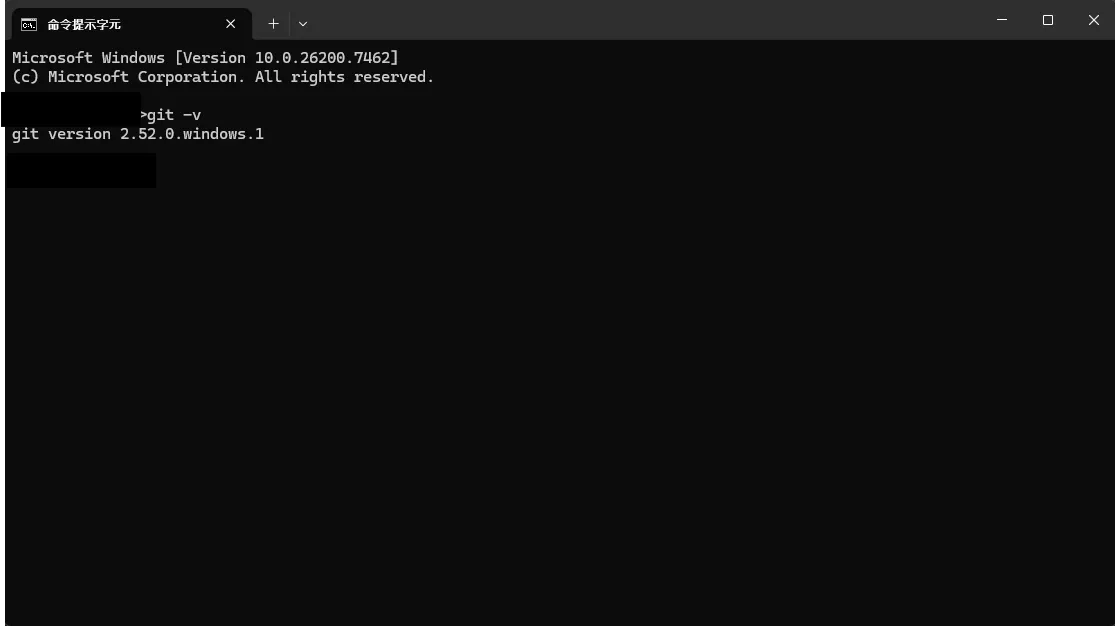 命令提示字元
Microsoft Windows [Version 10.0.26200.7462]
(c) Microsoft Corporation. All rights reserved.
>git -v
git version 2.52.0.windows.1